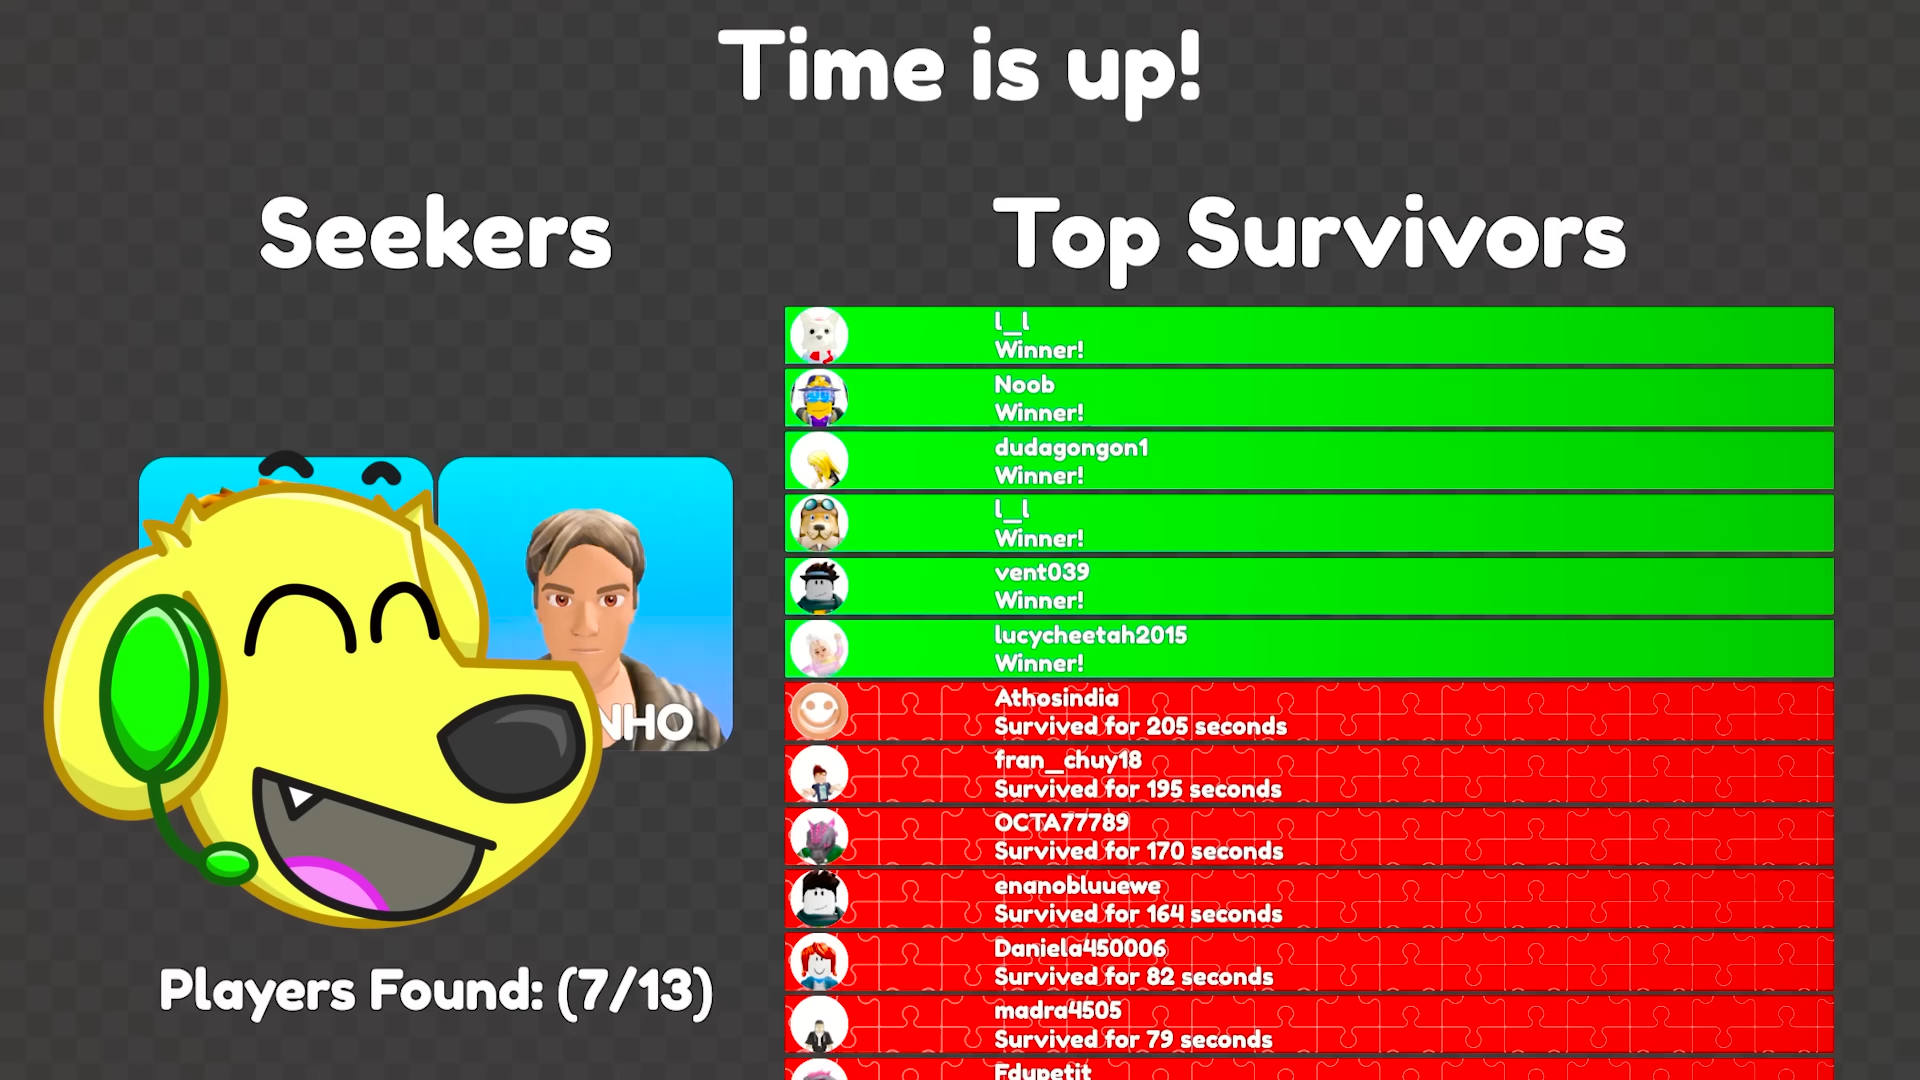 Time is up!
Seekers
NHO
Players Found: (7/13)
Top Survivors
l_l
Winner!
Noob
Winner!
dudagongon1
Winner!
l_l
Winner!
vent039
Winner!
lucycheetah2015
Winner!
Athosindia
Survived for 205 seconds
fran_chuy18
Survived for 195 seconds
OCTA77789
Survived for 170 seconds
enanobluuewe
Survived for 164 seconds
Daniela450006
Survived for 82 seconds
madra4505
Survived for 79 seconds
Edupetit